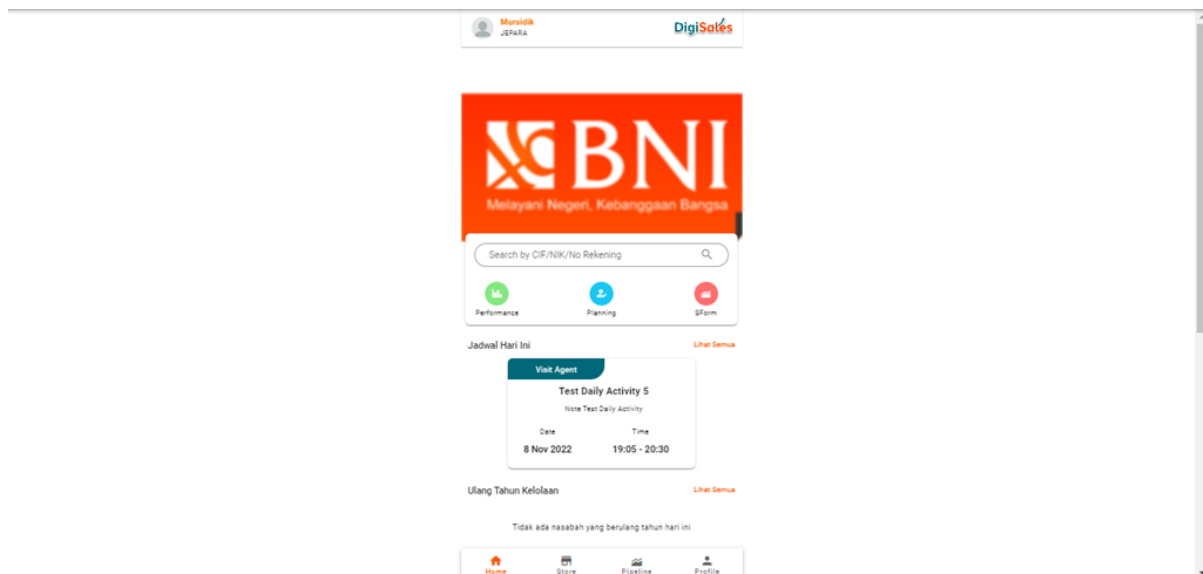 Mursidik
JEPARA
DigiSales
BNI
Melayani Negeri, Kebanggaan Bangsa
Search by CIF/NIK/No Rekening
Performance
Planning
SForm
Jadwal Hari Ini
Lihat Semua
Visit Agent
Test Daily Activity 5
Note Test Daily Activity
Date Time
8 Nov 2022 19:05 - 20:30
Ulang Tahun Kelolaan
Lihat Semua
Tidak ada nasabah yang berulang tahun hari ini
Home Store Pipeline Profile